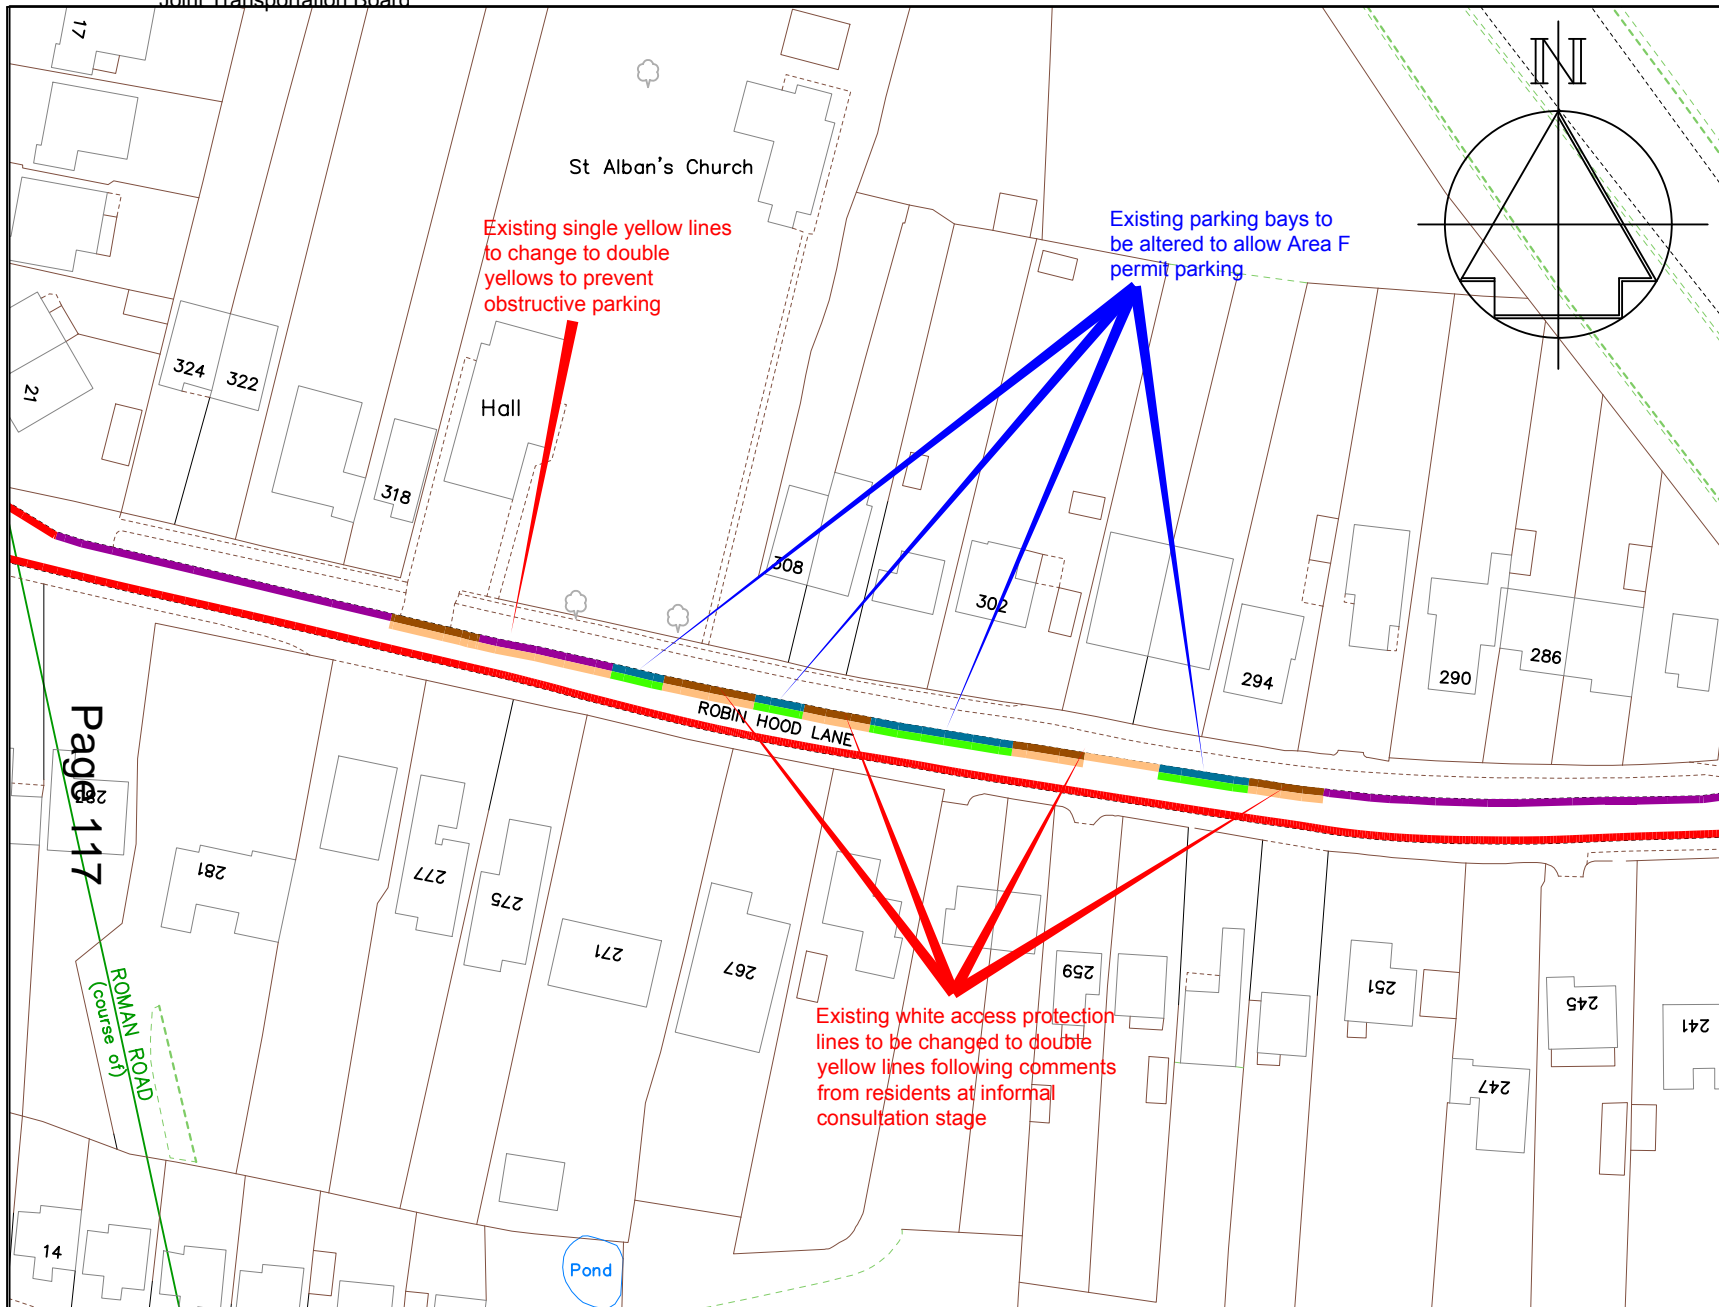 Joint Transportation Board
17
N
St Alban's Church
Existing single yellow lines
to change to double
yellows to prevent
obstructive parking
Existing parking bays to
be altered to allow Area F
permit parking
324
322
21
Hall
318
308
302
294
290
286
ROBIN HOOD LANE
Page 117
285
281
277
275
271
267
259
251
245
241
247
ROMAN ROAD
(course of)
Existing white access protection
lines to be changed to double
yellow lines following comments
from residents at informal
consultation stage
14
Pond